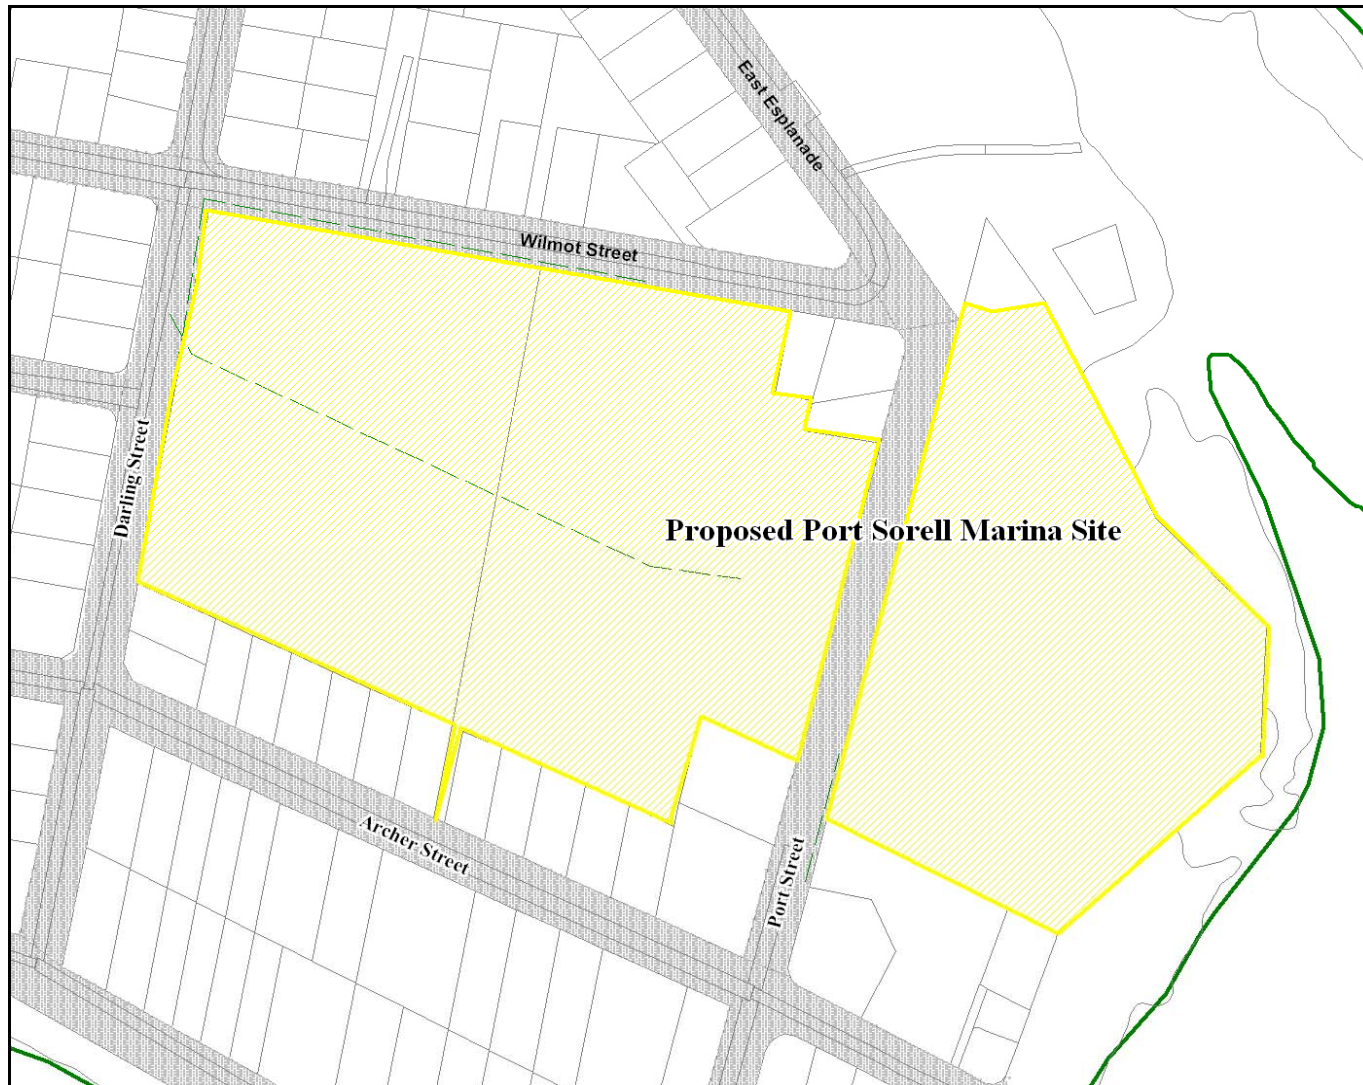 East Esplanade
Wilmot Street
Darling Street
Proposed Port Sorell Marina Site
Archer Street
Port Street